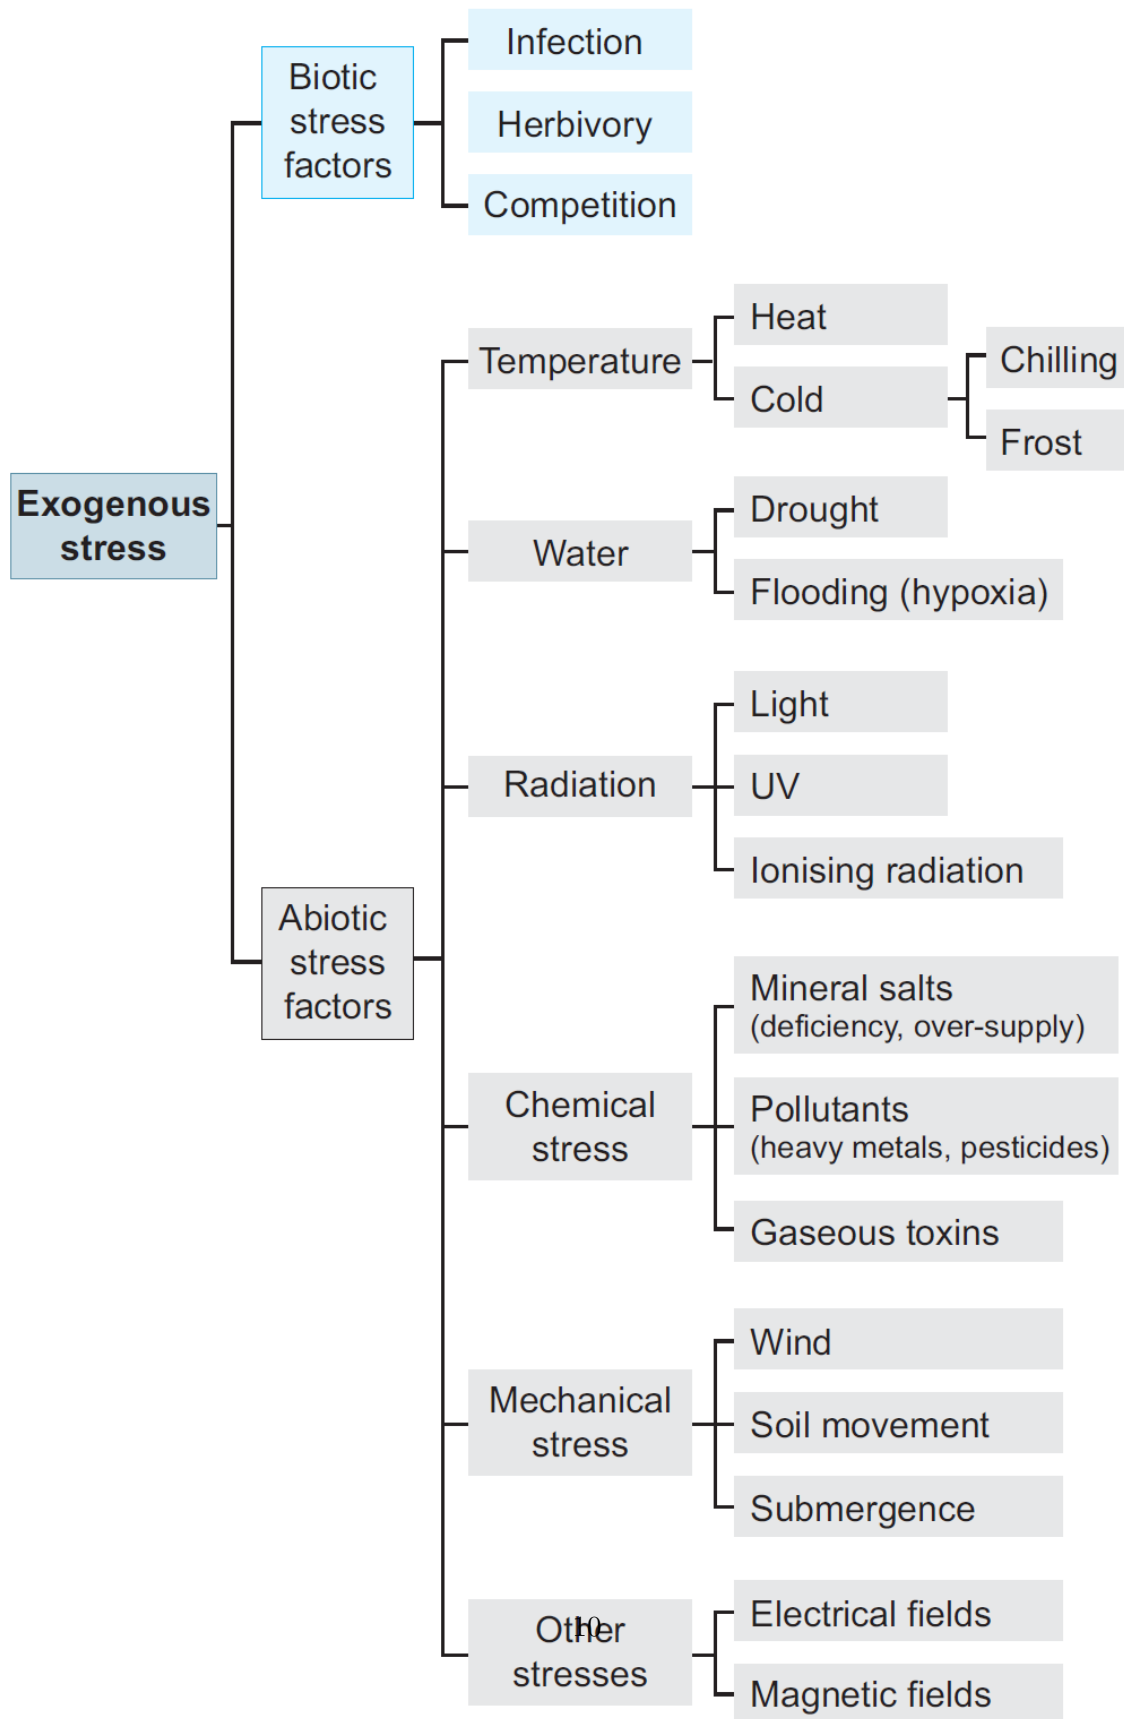 Infection
Biotic
stress
factors
Herbivory
Competition
Heat
Temperature
Chilling
Cold
Frost
Exogenous
stress
Drought
Water
Flooding (hypoxia)
Light
Radiation
UV
Ionising radiation
Abiotic
stress
factors
Mineral salts
(deficiency, over-supply)
Chemical
stress
Pollutants
(heavy metals, pesticides)
Gaseous toxins
Wind
Mechanical
stress
Soil movement
Submergence
Electrical fields
Other
stresses
10
Magnetic fields